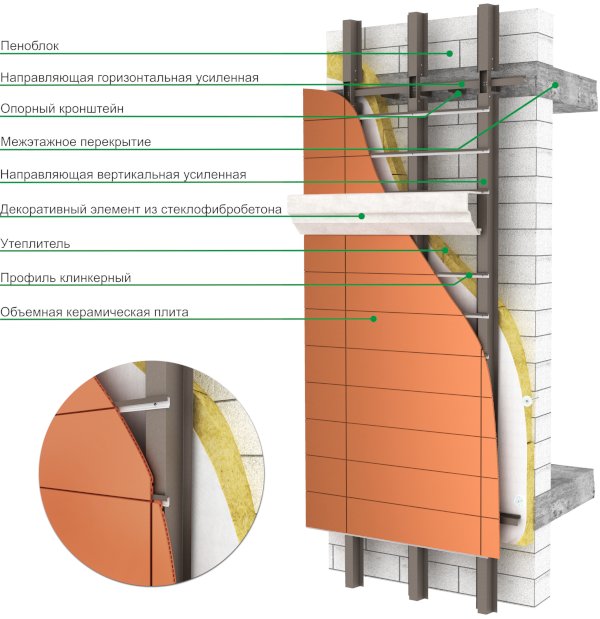 Пеноблок
Направляющая горизонтальная усиленная
Опорный кронштейн
Межэтажное перекрытие
Направляющая вертикальная усиленная
Декоративный элемент из стеклофибробетона
Утеплитель
Профиль клинкерный
Объемная керамическая плита